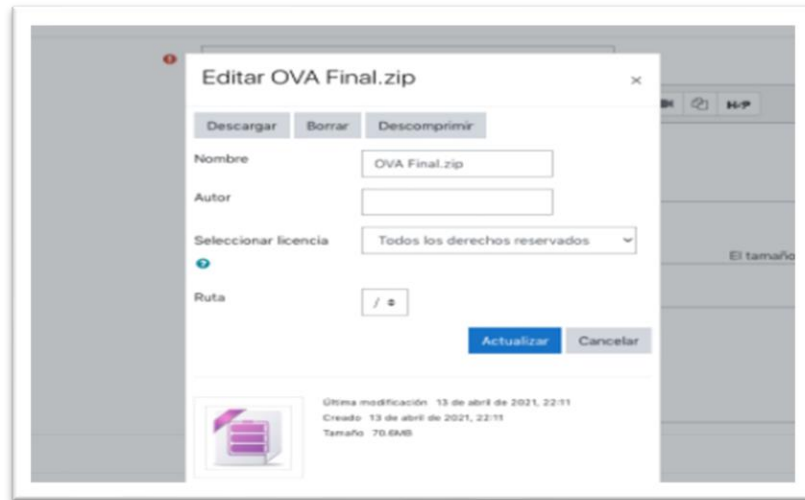 Editar OVA Final.zip ×
Descargar Borrar Descomprimir
Nombre OVA Final.zip
Autor
Seleccionar licencia Todos los derechos reservados
Ruta /
Actualizar Cancelar
Última modificación 13 de abril de 2021, 22:11
Creado 13 de abril de 2021, 22:11
Tamaño 70.6MB
H-P
El tamaño